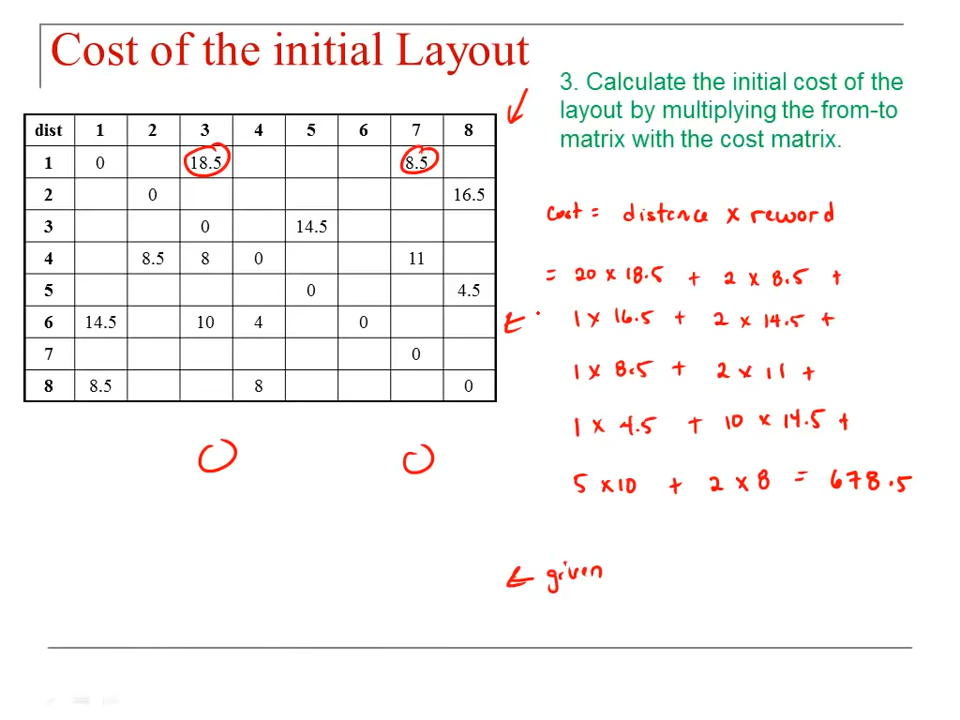 Cost of the initial Layout
3. Calculate the initial cost of the
layout by multiplying the from-to
matrix with the cost matrix.
dist 1 2 3 4 5 6 7 8
1 0 18.5 8.5
2 0 16.5
3 0 14.5
4 8.5 8 0 11
5 0 4.5
6 14.5 10 4 0
7 0
8 8.5 8 0
cost = distance x reword
= 20 x 18.5 + 2 x 8.5 +
1 x 16.5 + 2 x 14.5 +
1 x 8.5 + 2 x 11 +
1 x 4.5 + 10 x 14.5 +
5 x 10 + 2 x 8 = 678.5
given